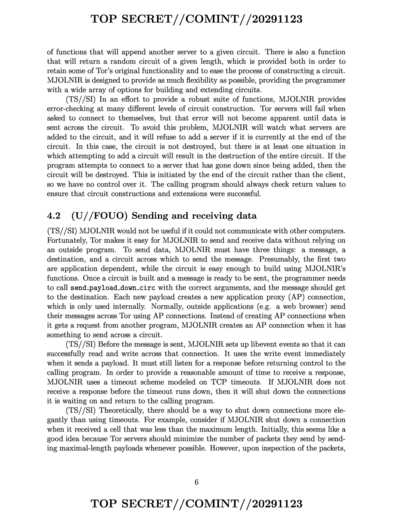 TOP SECRET//COMINT//20291123
of functions that will append another server to a given circuit. There is also a function
that will return a random circuit of a given length, which is provided both in order to
retain some of Tor's original functionality and to ease the process of constructing a circuit.
MJOLNIR is designed to provide as much flexibility as possible, providing the programmer
with a wide array of options for building and extending circuits.
(TS//SI) In an effort to provide a robust suite of functions, MJOLNIR provides
error-checking at many different levels of circuit construction. Tor servers will fail when
asked to connect to themselves, but that error will not become apparent until data is
sent across the circuit. To avoid this problem, MJOLNIR will watch what servers are
added to the circuit, and it will refuse to add a server if it is currently at the end of the
circuit. In this case, the circuit is not destroyed, but there is at least one situation in
which attempting to add a circuit will result in the destruction of the entire circuit. If the
program attempts to connect to a server that has gone down since being added, then the
circuit will be destroyed. This is initiated by the end of the circuit rather than the client,
so we have no control over it. The calling program should always check return values to
ensure that circuit constructions and extensions were successful.
4.2 (U//FOUO) Sending and receiving data
(TS//SI) MJOLNIR would not be useful if it could not communicate with other computers.
Fortunately, Tor makes it easy for MJOLNIR to send and receive data without relying on
an outside program. To send data, MJOLNIR must have three things: a message, a
destination, and a circuit across which to send the message. Presumably, the first two
are application dependent, while the circuit is easy enough to build using MJOLNIR's
functions. Once a circuit is built and a message is ready to be sent, the programmer needs
to call send_payload_down_circ with the correct arguments, and the message should get
to the destination. Each new payload creates a new application proxy (AP) connection,
which is only used internally. Normally, outside applications (e.g. a web browser) send
their messages across Tor using AP connections. Instead of creating AP connections when
it gets a request from another program, MJOLNIR creates an AP connection when it has
something to send across a circuit.
(TS//SI) Before the message is sent, MJOLNIR sets up libevent events so that it can
successfully read and write across that connection. It uses the write event immediately
when it sends a payload. It must still listen for a response before returning control to the
calling program. In order to provide a reasonable amount of time to receive a response,
MJOLNIR uses a timeout scheme modeled on TCP timeouts. If MJOLNIR does not
receive a response before the timeout runs down, then it will shut down the connections
it is waiting on and return to the calling program.
(TS//SI) Theoretically, there should be a way to shut down connections more ele-
gantly than using timeouts. For example, consider if MJOLNIR shut down a connection
when it received a cell that was less than the maximum length. Initially, this seems like a
good idea because Tor servers should minimize the number of packets they send by send-
ing maximal-length payloads whenever possible. However, upon inspection of the packets,
6
TOP SECRET//COMINT//20291123